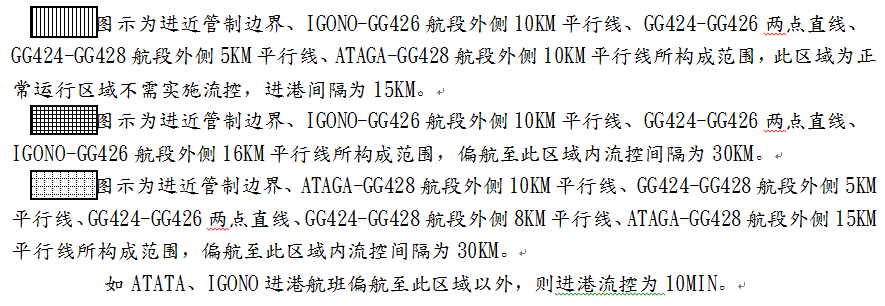 图示为进近管制边界、IGONO-GG426 航段外侧 10KM 平行线、GG424-GG426 两点直线、
GG424-GG428 航段外侧 5KM 平行线、ATAGA-GG428 航段外侧 10KM 平行线所构成范围，此区域为正
常运行区域不需实施流控，进港间隔为 15KM。
图示为进近管制边界、IGONO-GG426 航段外侧 10KM 平行线、GG424-GG426 两点直线、
IGONO-GG426 航段外侧 16KM 平行线所构成范围，偏航至此区域内流控间隔为 30KM。
图示为进近管制边界、ATAGA-GG428 航段外侧 10KM 平行线、GG424-GG428 航段外侧 5KM
平行线、GG424-GG426 两点直线、GG424-GG428 航段外侧 8KM 平行线、ATAGA-GG428 航段外侧 15KM
平行线所构成范围，偏航至此区域内流控间隔为 30KM。
如 ATATA、IGONO 进港航班偏航至此区域以外，则进港流控为 10MIN。